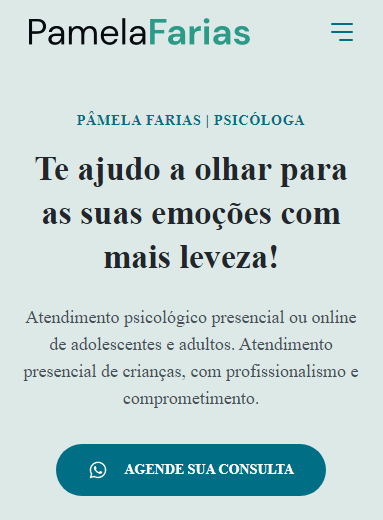 PamelaFarias
PÂMELA FARIAS | PSICÓLOGA
Te ajudo a olhar para
as suas emoções com
mais leveza!
Atendimento psicológico presencial ou online
de adolescentes e adultos. Atendimento
presencial de crianças, com profissionalismo e
comprometimento.
AGENDE SUA CONSULTA